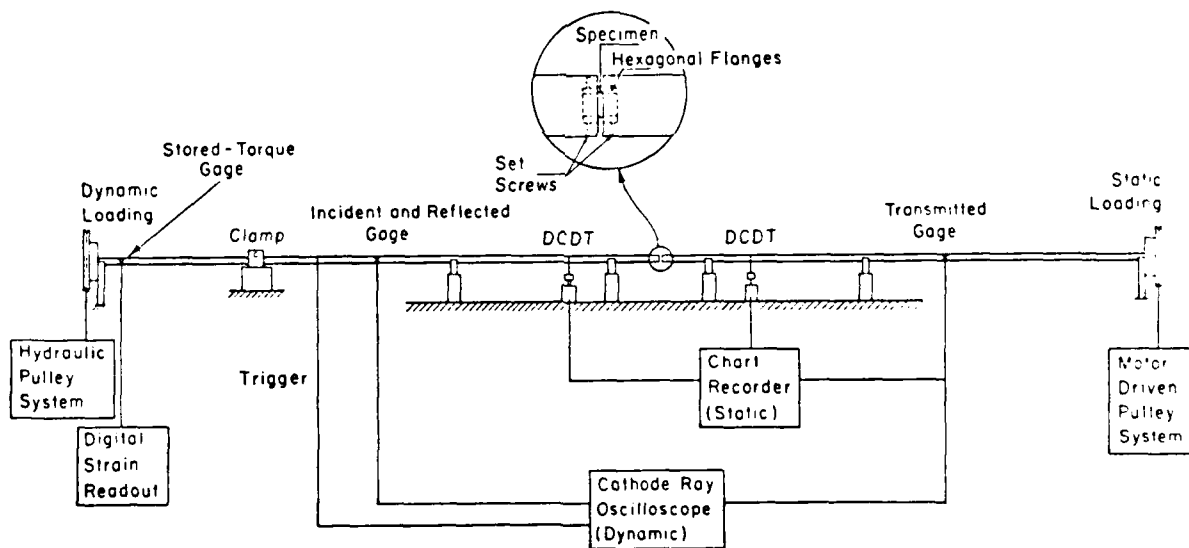 Specimen
Hexagonal Flanges
Set
Screws
Stored-Torque
Gage
Dynamic
Loading
Clamp
Incident and Reflected
Gage
DCDT
DCDT
Transmitted
Gage
Static
Loading
Hydraulic
Pulley
System
Digital
Strain
Readout
Trigger
Chart
Recorder
(Static)
Cathode Ray
Oscilloscope
(Dynamic)
Motor
Driven
Pulley
System